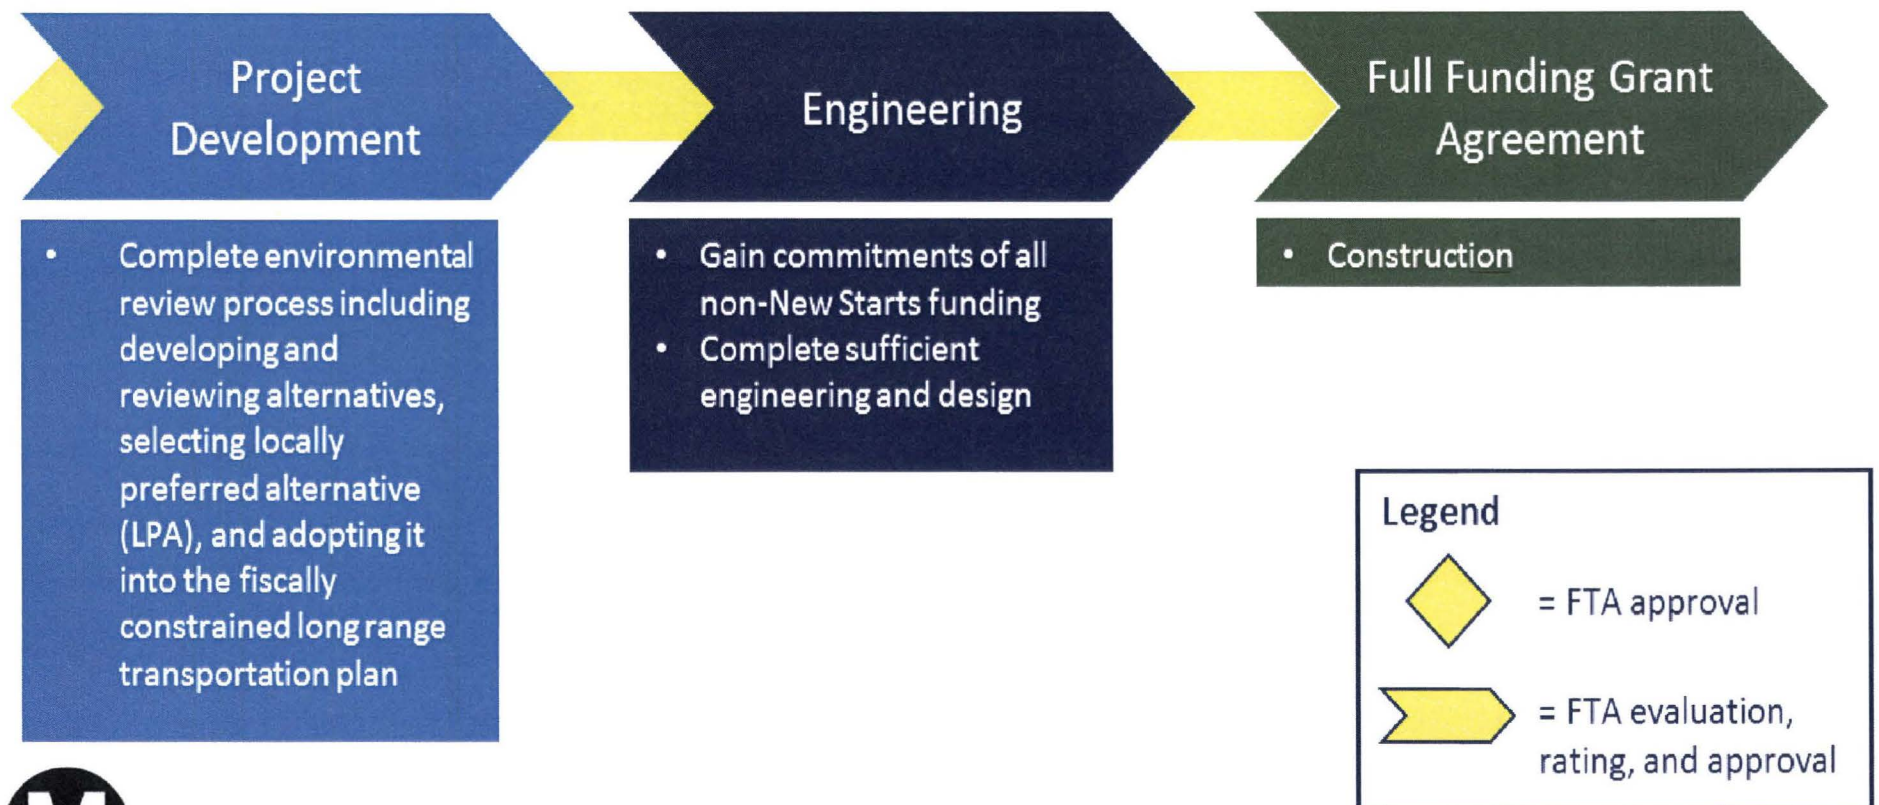 Project
Development
Engineering
Full Funding Grant
Agreement
• Complete environmental
review process including
developing and
reviewing alternatives,
selecting locally
preferred alternative
(LPA), and adopting it
into the fiscally
constrained long range
transportation plan
• Gain commitments of all
non-New Starts funding
• Complete sufficient
engineering and design
• Construction
Legend
= FTA approval
= FTA evaluation,
rating, and approval